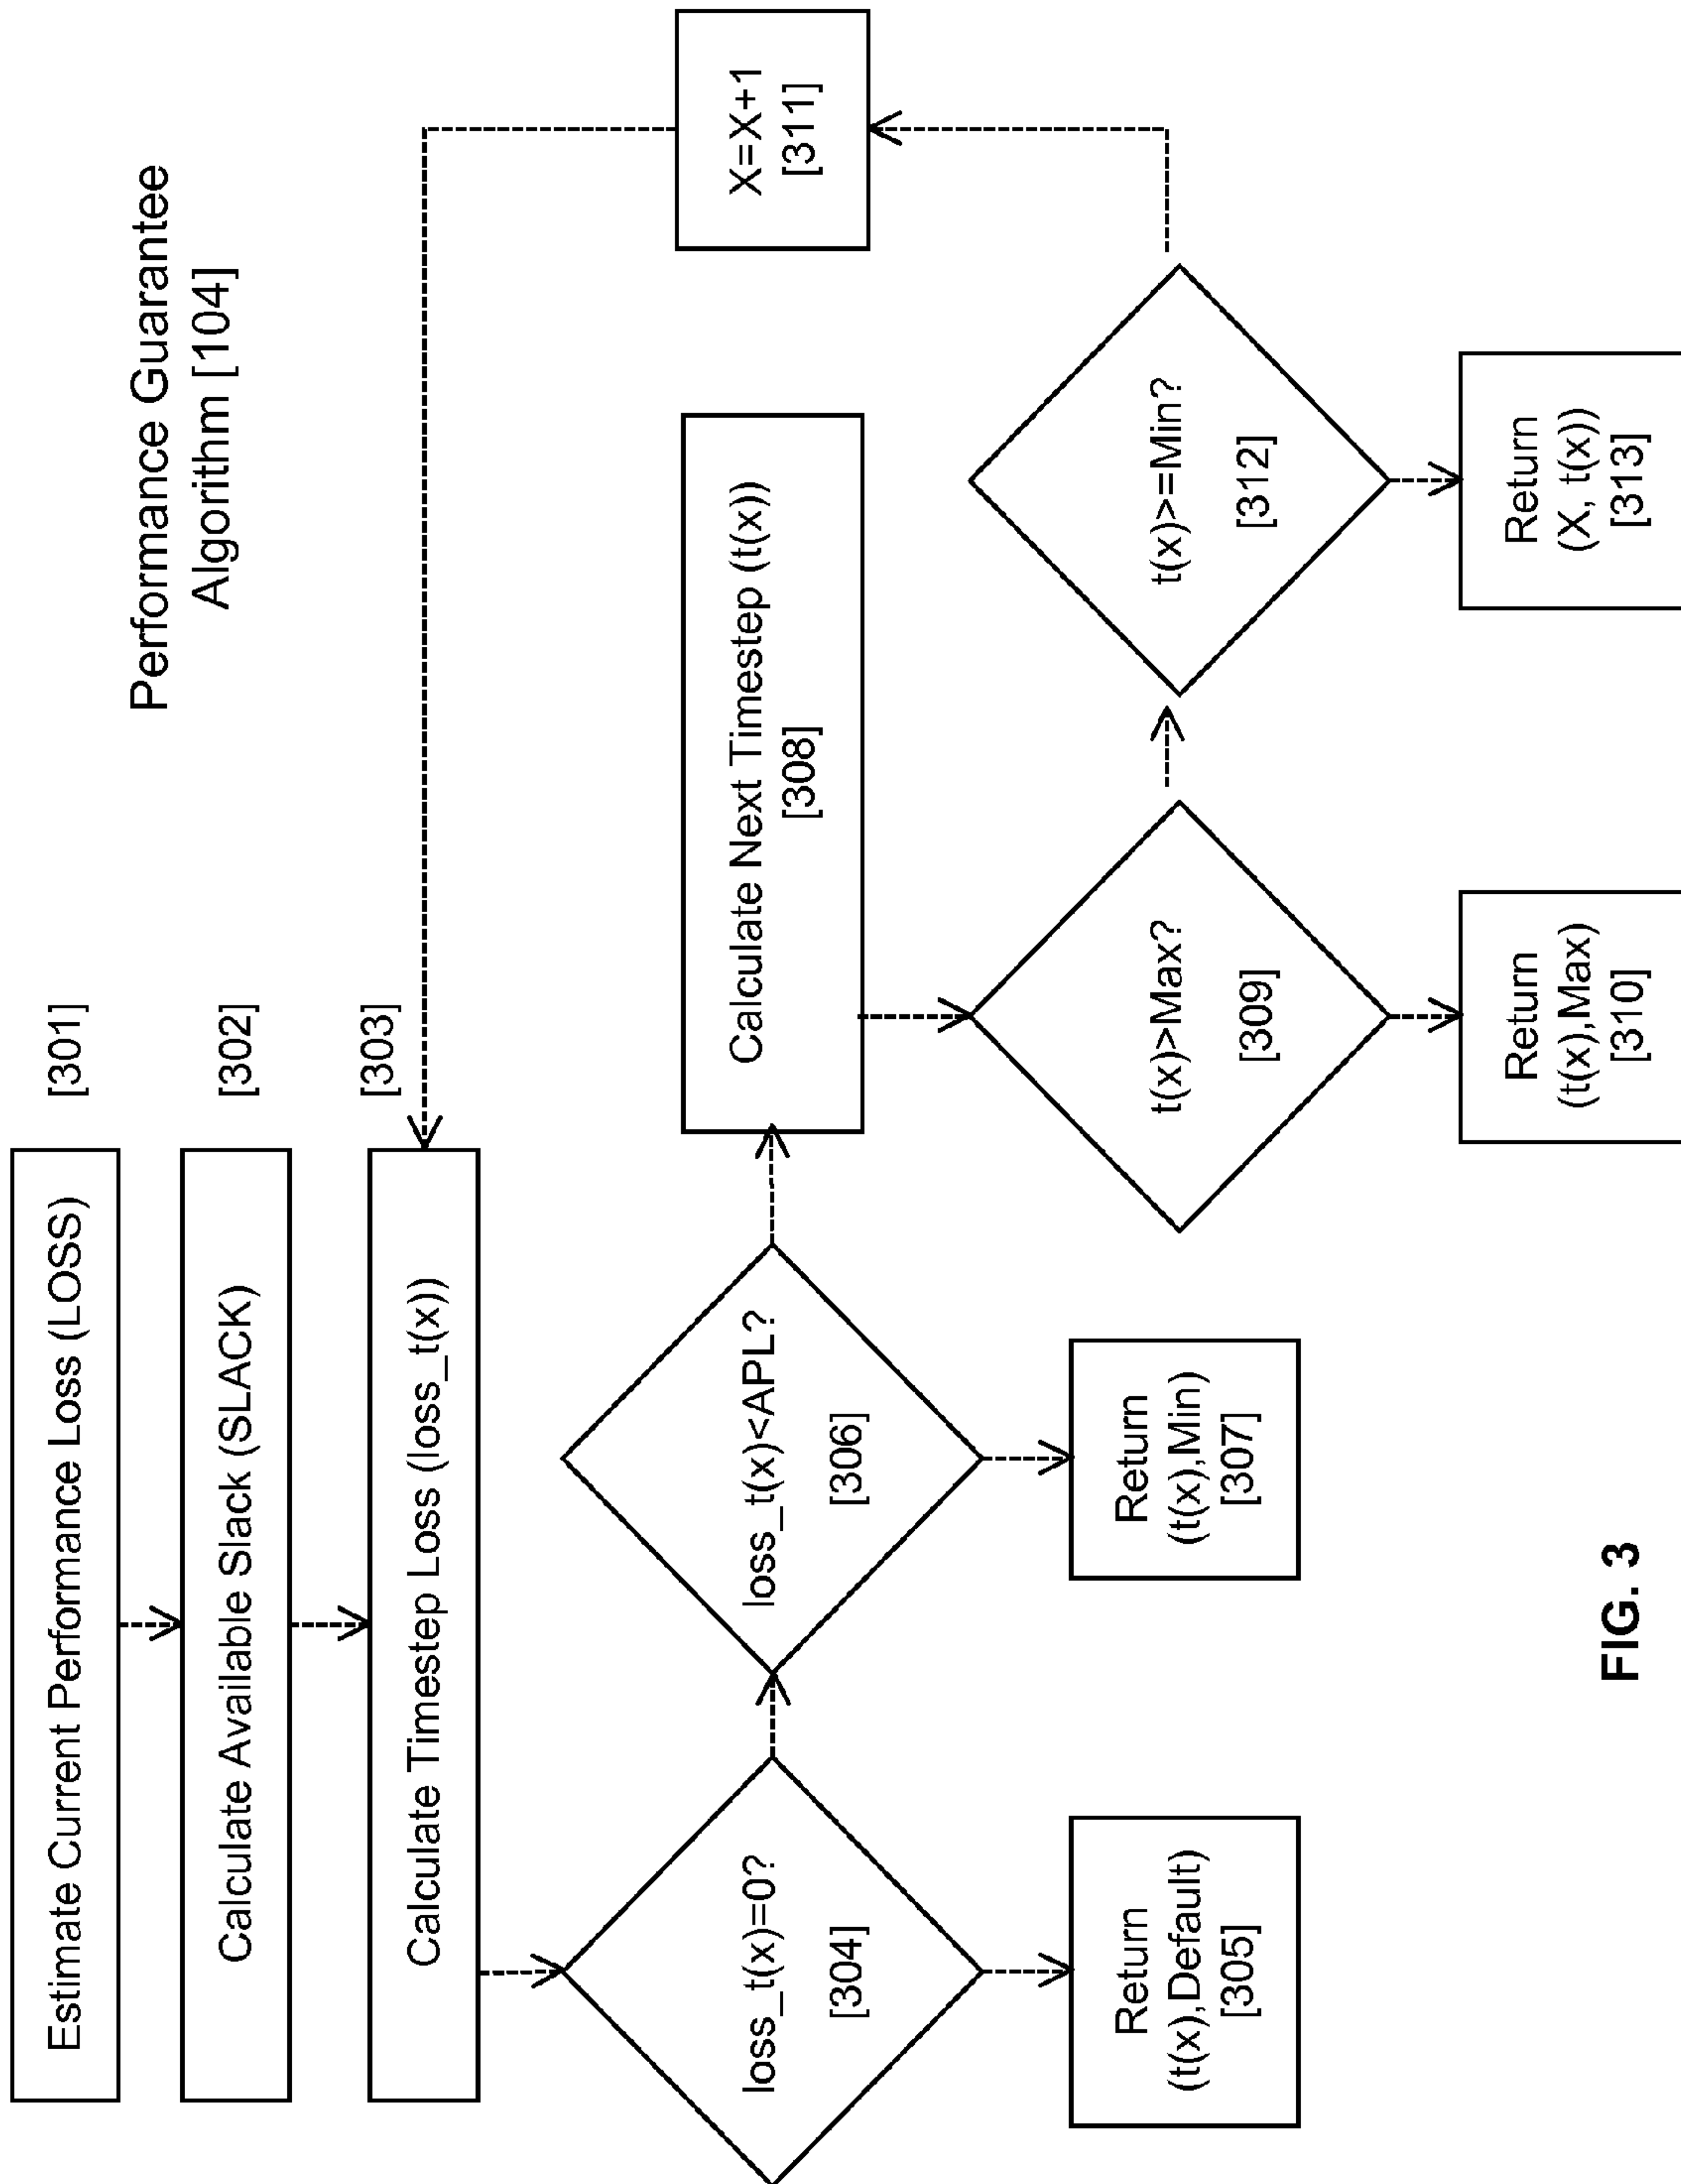 Performance Guarantee
Algorithm [104]
Estimate Current Performance Loss (LOSS)
[301]
Calculate Available Slack (SLACK)
[302]
Calculate Timestep Loss (loss_t(x))
[303]
loss_t(x)=0?
[304]
Return
(t(x),Default)
[305]
loss_t(x)<APL?
[306]
Return
(t(x),Min)
[307]
Calculate Next Timestep (t(x))
[308]
t(x)>Max?
[309]
Return
(t(x),Max)
[310]
X=X+1
[311]
t(x)>=Min?
[312]
Return
(X, t(x))
[313]
FIG. 3